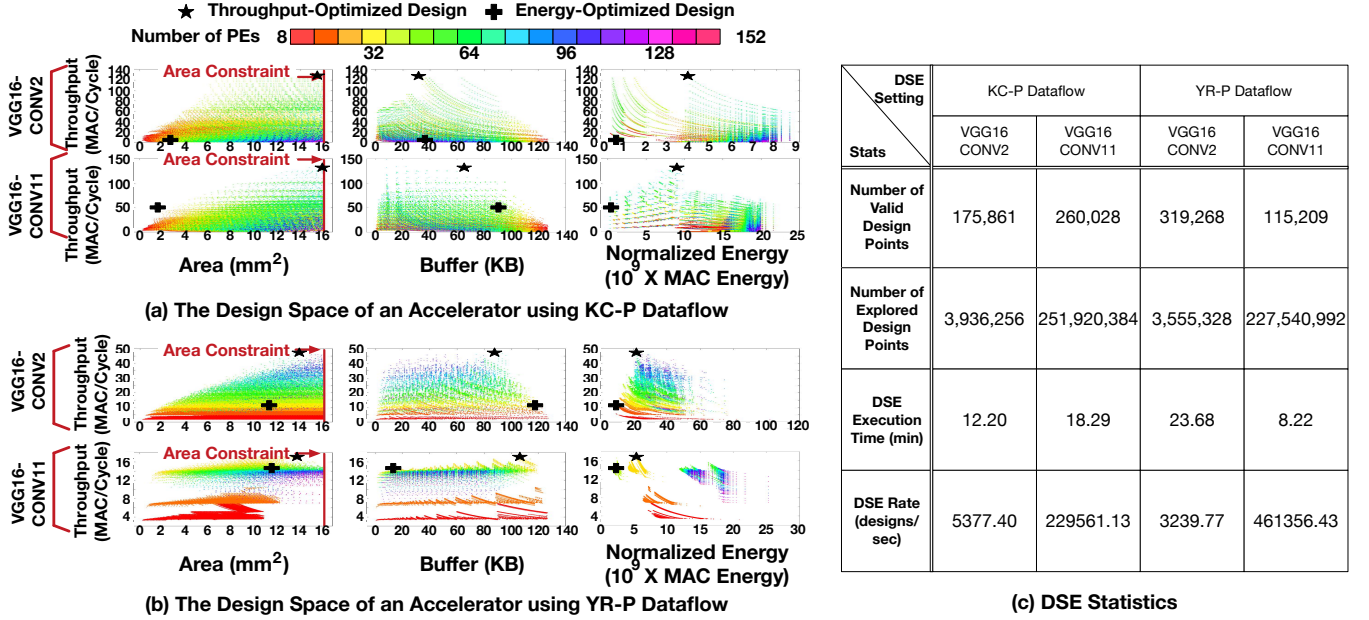 ★ Throughput-Optimized Design ✚ Energy-Optimized Design
Number of PEs 8 152
32 64 96 128
VGG16-
CONV2
Throughput
(MAC/Cycle)
140
120
100
80
60
40
20
0
Area Constraint
0 2 4 6 8 10 12 14 16
0 20 40 60 80 100 120 140
0 1 2 3 4 4 5 6 7 8 9
VGG16-
CONV11
Throughput
(MAC/Cycle)
150
100
50
0
Area Constraint
0 2 4 6 8 10 12 14 16
0 20 40 60 80 100 120 140
0 5 10 15 20 25
Area (mm²)
Buffer (KB)
Normalized Energy
(10⁹ X MAC Energy)
(a) The Design Space of an Accelerator using KC-P Dataflow
VGG16-
CONV2
Throughput
(MAC/Cycle)
50
40
30
20
10
0
Area Constraint
0 2 4 6 8 10 12 14 16
0 20 40 60 80 100 120 140
0 10 20 30 40 50 60 70 80
VGG16-
CONV11
Throughput
(MAC/Cycle)
16
12
8
4
Area Constraint
0 2 4 6 8 10 12 14 16
0 20 40 60 80 100 120 140
0 5 10 15 20 25 30
Area (mm²)
Buffer (KB)
Normalized Energy
(10⁹ X MAC Energy)
(b) The Design Space of an Accelerator using YR-P Dataflow
DSE
Setting
Stats
KC-P Dataflow YR-P Dataflow
VGG16 VGG16 VGG16 VGG16
CONV2 CONV11 CONV2 CONV11
Number of
Valid
Design
Points
175,861 260,028 319,268 115,209
Number of
Explored
Design
Points
3,936,256 251,920,384 3,555,328 227,540,992
DSE
Execution
Time (min)
12.20 18.29 23.68 8.22
DSE Rate
(designs/
sec)
5377.40 229561.13 3239.77 461356.43
(c) DSE Statistics